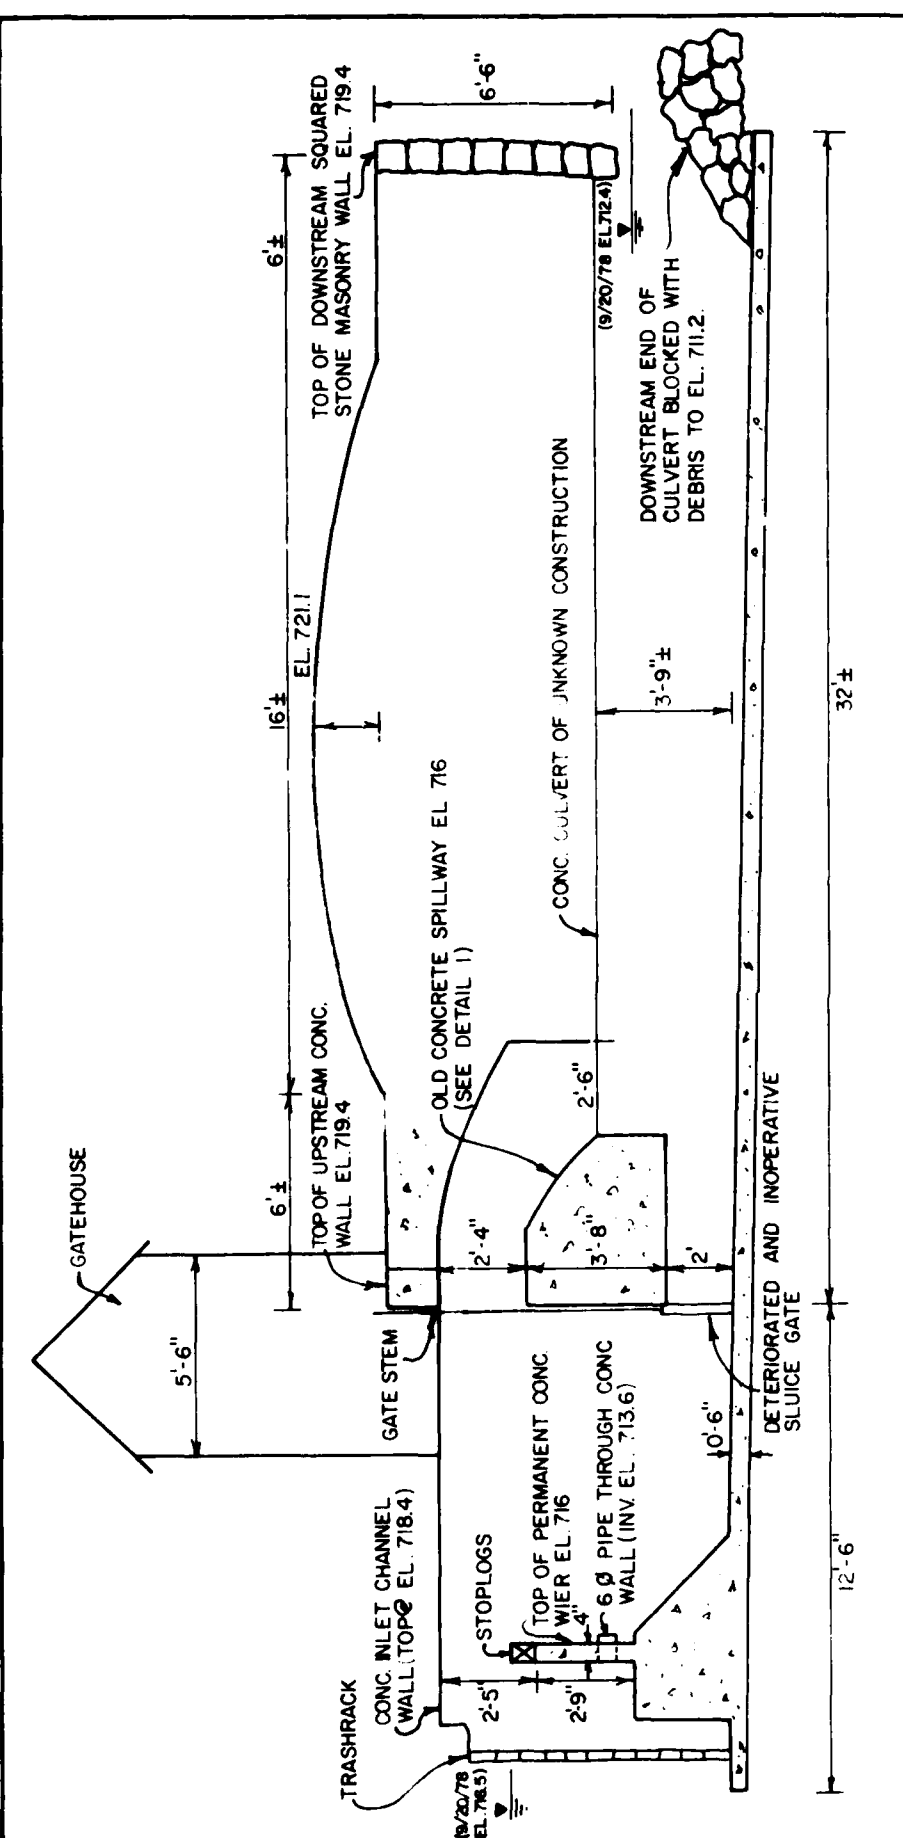 GATEHOUSE
5'-6"
6'±
16'±
6'±
EL. 721.1
TOP OF DOWNSTREAM SQUARED
STONE MASONRY WALL EL. 719.4
6'-6"
TOP OF UPSTREAM CONC.
WALL EL. 719.4
OLD CONCRETE SPILLWAY EL 716
(SEE DETAIL 1)
CONC. CULVERT OF UNKNOWN CONSTRUCTION
(9/20/78 EL.712.4)
DOWNSTREAM END OF
CULVERT BLOCKED WITH
DEBRIS TO EL. 711.2.
TRASHRACK
CONC. INLET CHANNEL
WALL (TOP@ EL. 718.4)
GATE STEM
2'-4"
3'-8"
2'
2'-6"
3'-9"±
STOPLOGS
TOP OF PERMANENT CONC.
WIER EL. 716
4"
6 Ø PIPE THROUGH CONC
WALL (INV. EL. 713.6)
2'-5"
2'-9"
(9/20/78
EL. 716.5)
0'-6"
DETERIORATED AND INOPERATIVE
SLUICE GATE
12'-6"
32'±